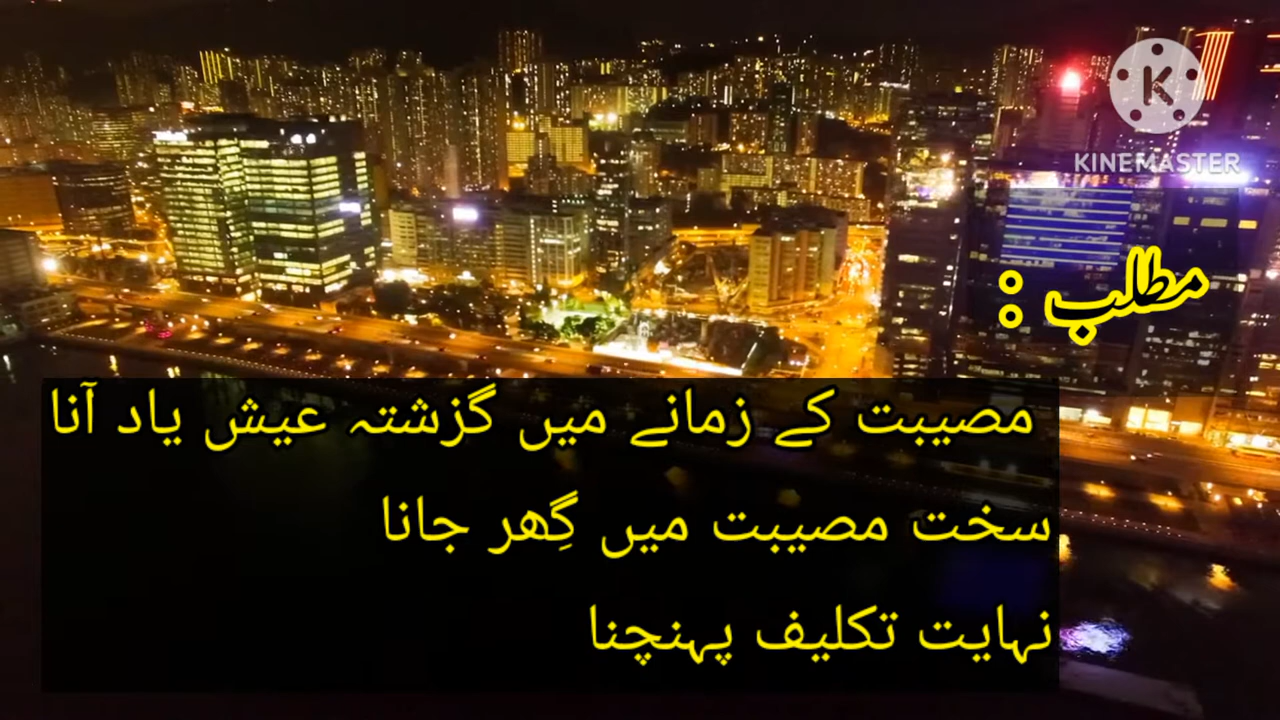 K
KINEMASTER
مطلب :
مصیبت کے زمانے میں گزشتہ عیش یاد آنا
سخت مصیبت میں گِھر جانا
نہایت تکلیف پہنچنا